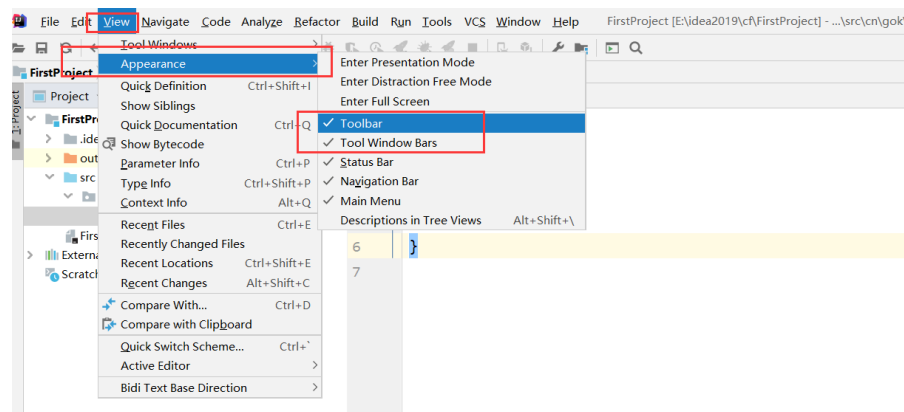 File Edit View Navigate Code Analyze Refactor Build Run Tools VCS Window Help FirstProject [E:\idea2019\cf\FirstProject] - ...\src\cn\gok\
Tool Windows
FirstProject
Appearance
Enter Presentation Mode
Enter Distraction Free Mode
Enter Full Screen
Toolbar
Tool Window Bars
Status Bar
Navigation Bar
Main Menu
Descriptions in Tree Views Alt+Shift+\
Quick Definition Ctrl+Shift+I
Show Siblings
Quick Documentation Ctrl+Q
Show Bytecode
Parameter Info Ctrl+P
Type Info Ctrl+Shift+P
Context Info Alt+Q
Recent Files Ctrl+E
Recently Changed Files
Recent Locations Ctrl+Shift+E
Recent Changes Alt+Shift+C
Compare With... Ctrl+D
Compare with Clipboard
Quick Switch Scheme... Ctrl+`
Active Editor
Bidi Text Base Direction
1: Project
Project
FirstPr
.ide
out
src
Firs
Externa
Scratch
6 }
7